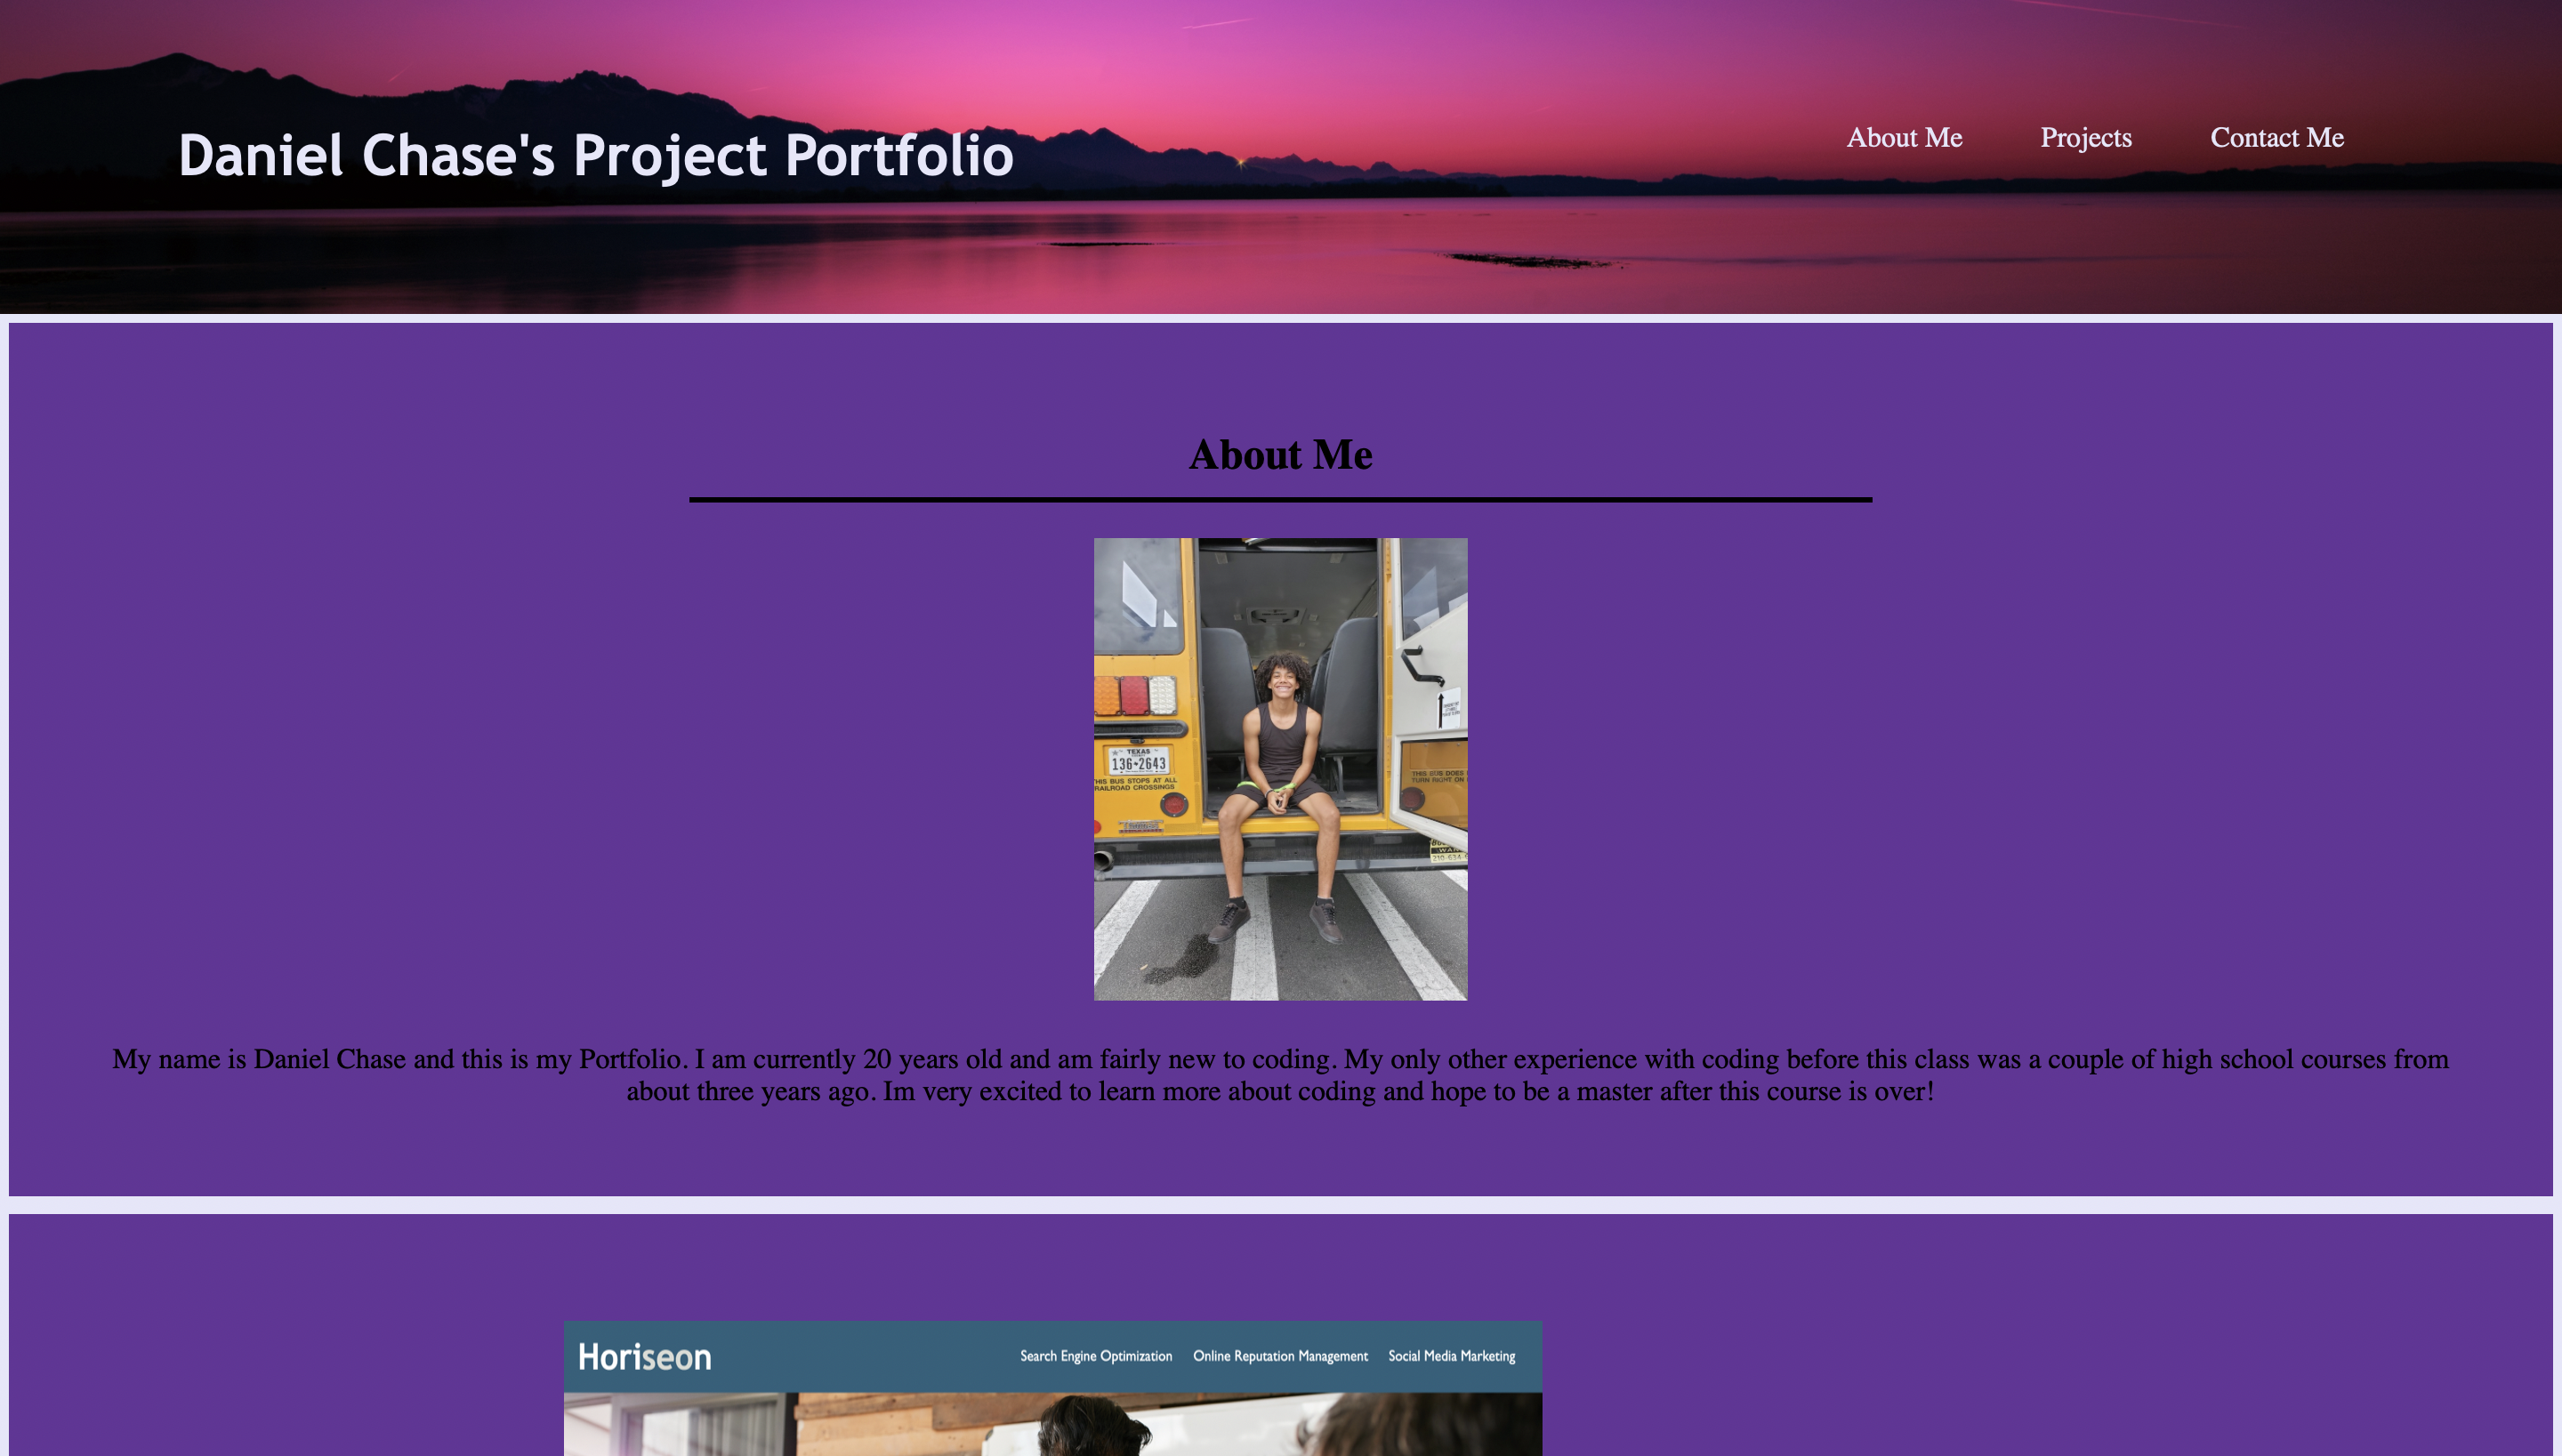 Daniel Chase's Project Portfolio
About Me Projects Contact Me
About Me
TEXAS
136-2643
THIS BUS STOPS AT ALL
RAILROAD CROSSINGS
THIS BUS DOES
TURN RIGHT ON
My name is Daniel Chase and this is my Portfolio. I am currently 20 years old and am fairly new to coding. My only other experience with coding before this class was a couple of high school courses from
about three years ago. Im very excited to learn more about coding and hope to be a master after this course is over!
Horiseon
Search Engine Optimization Online Reputation Management Social Media Marketing